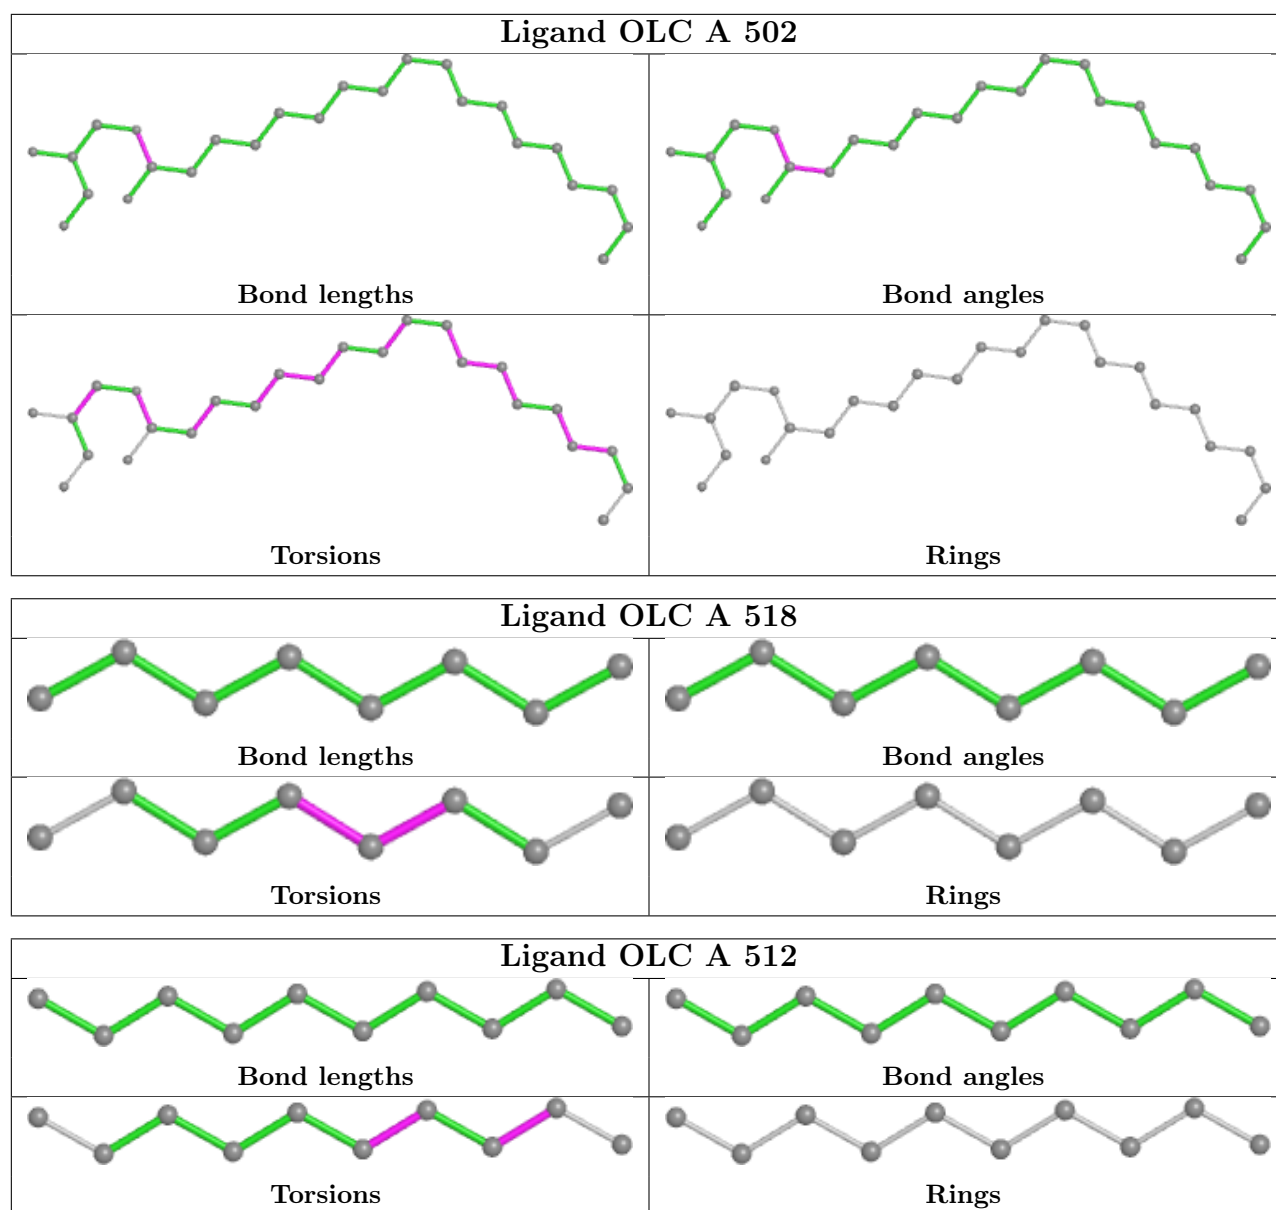 Ligand OLC A 502
Bond lengths
Bond angles
Torsions
Rings
Ligand OLC A 518
Bond lengths
Bond angles
Torsions
Rings
Ligand OLC A 512
Bond lengths
Bond angles
Torsions
Rings